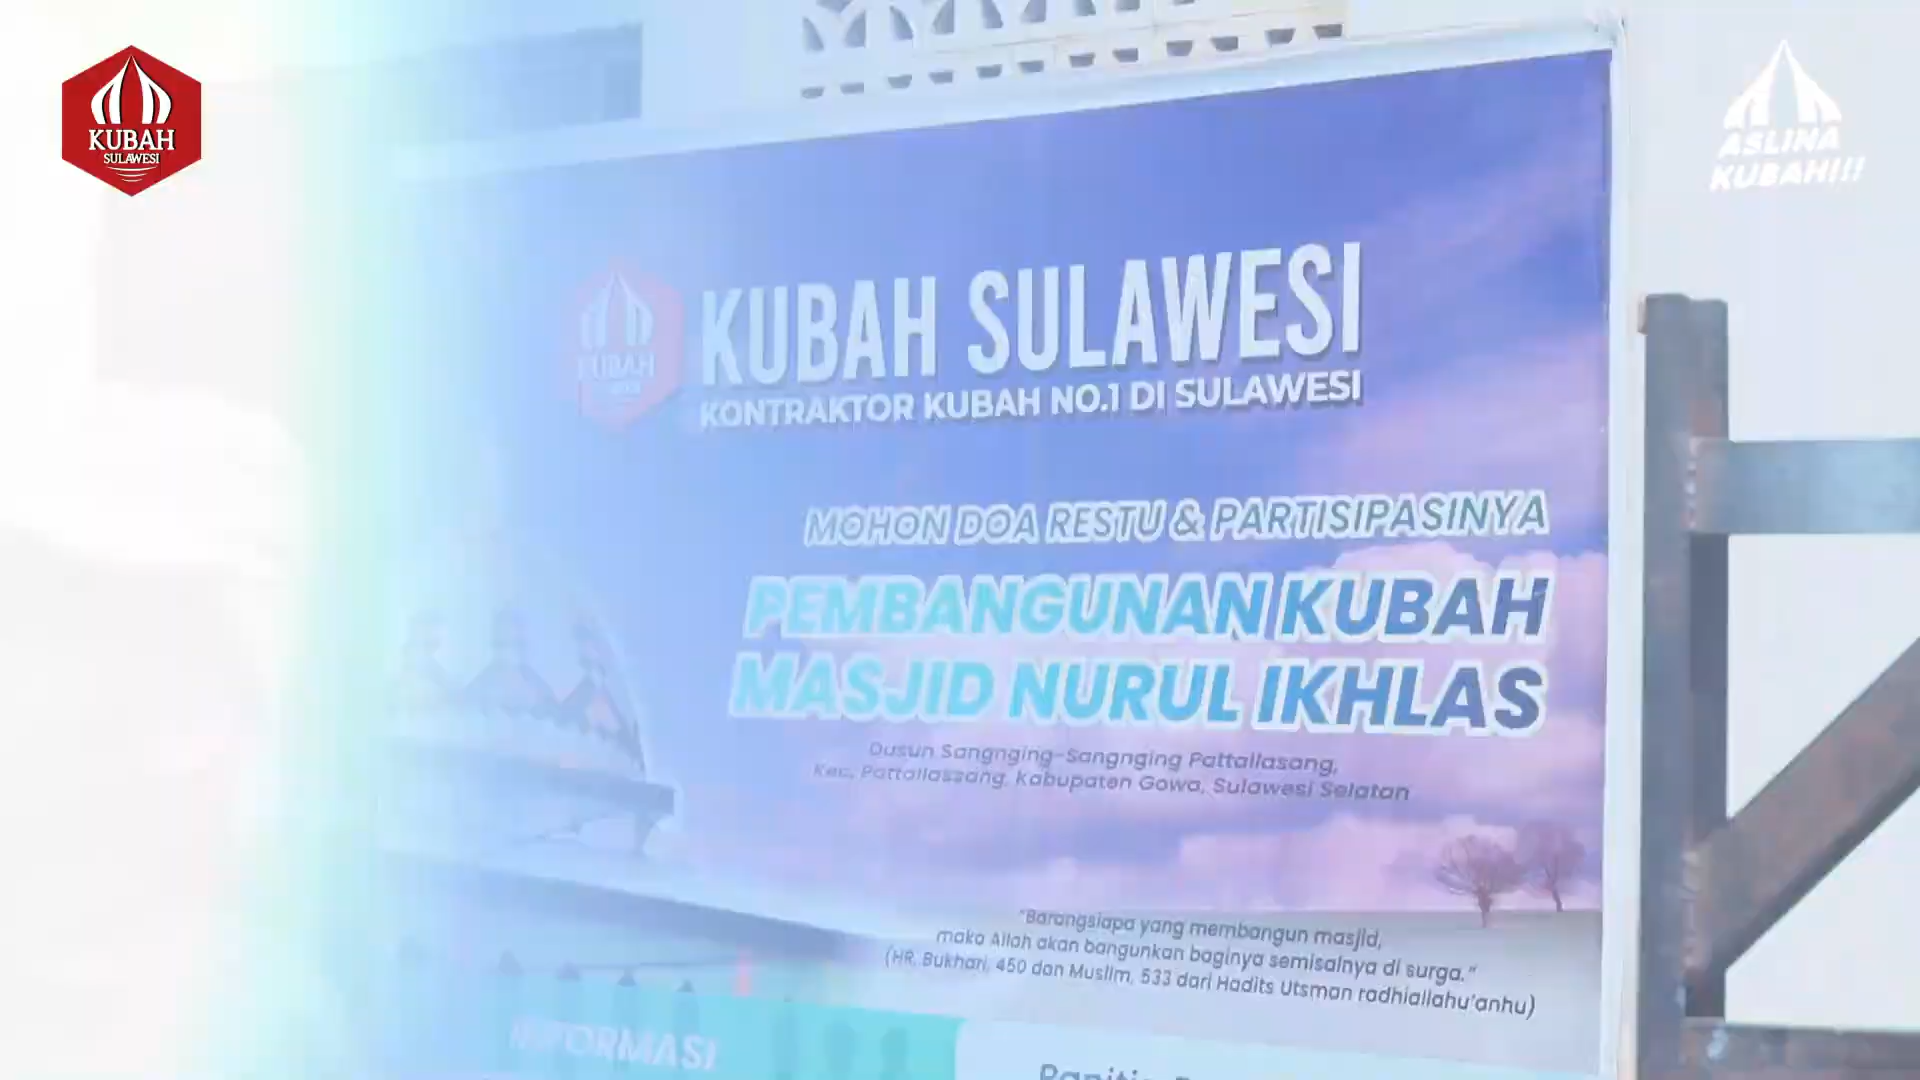 KUBAH
SULAWESI
ASLINA
KUBAH!!!
KUBAH
KUBAH SULAWESI
KONTRAKTOR KUBAH NO.1 DI SULAWESI
MOHON DOA RESTU & PARTISIPASINYA
PEMBANGUNAN KUBAH
MASJID NURUL IKHLAS
Dusun Sangnging-Sangnging Pattallasang,
Kec. Pattallassang, Kabupaten Gowa, Sulawesi Selatan
"Barangsiapa yang membangun masjid,
maka Allah akan bangunkan baginya semisalnya di surga."
(HR. Bukhari, 450 dan Muslim, 533 dari Hadits Utsman radhiallahu'anhu)
INFORMASI